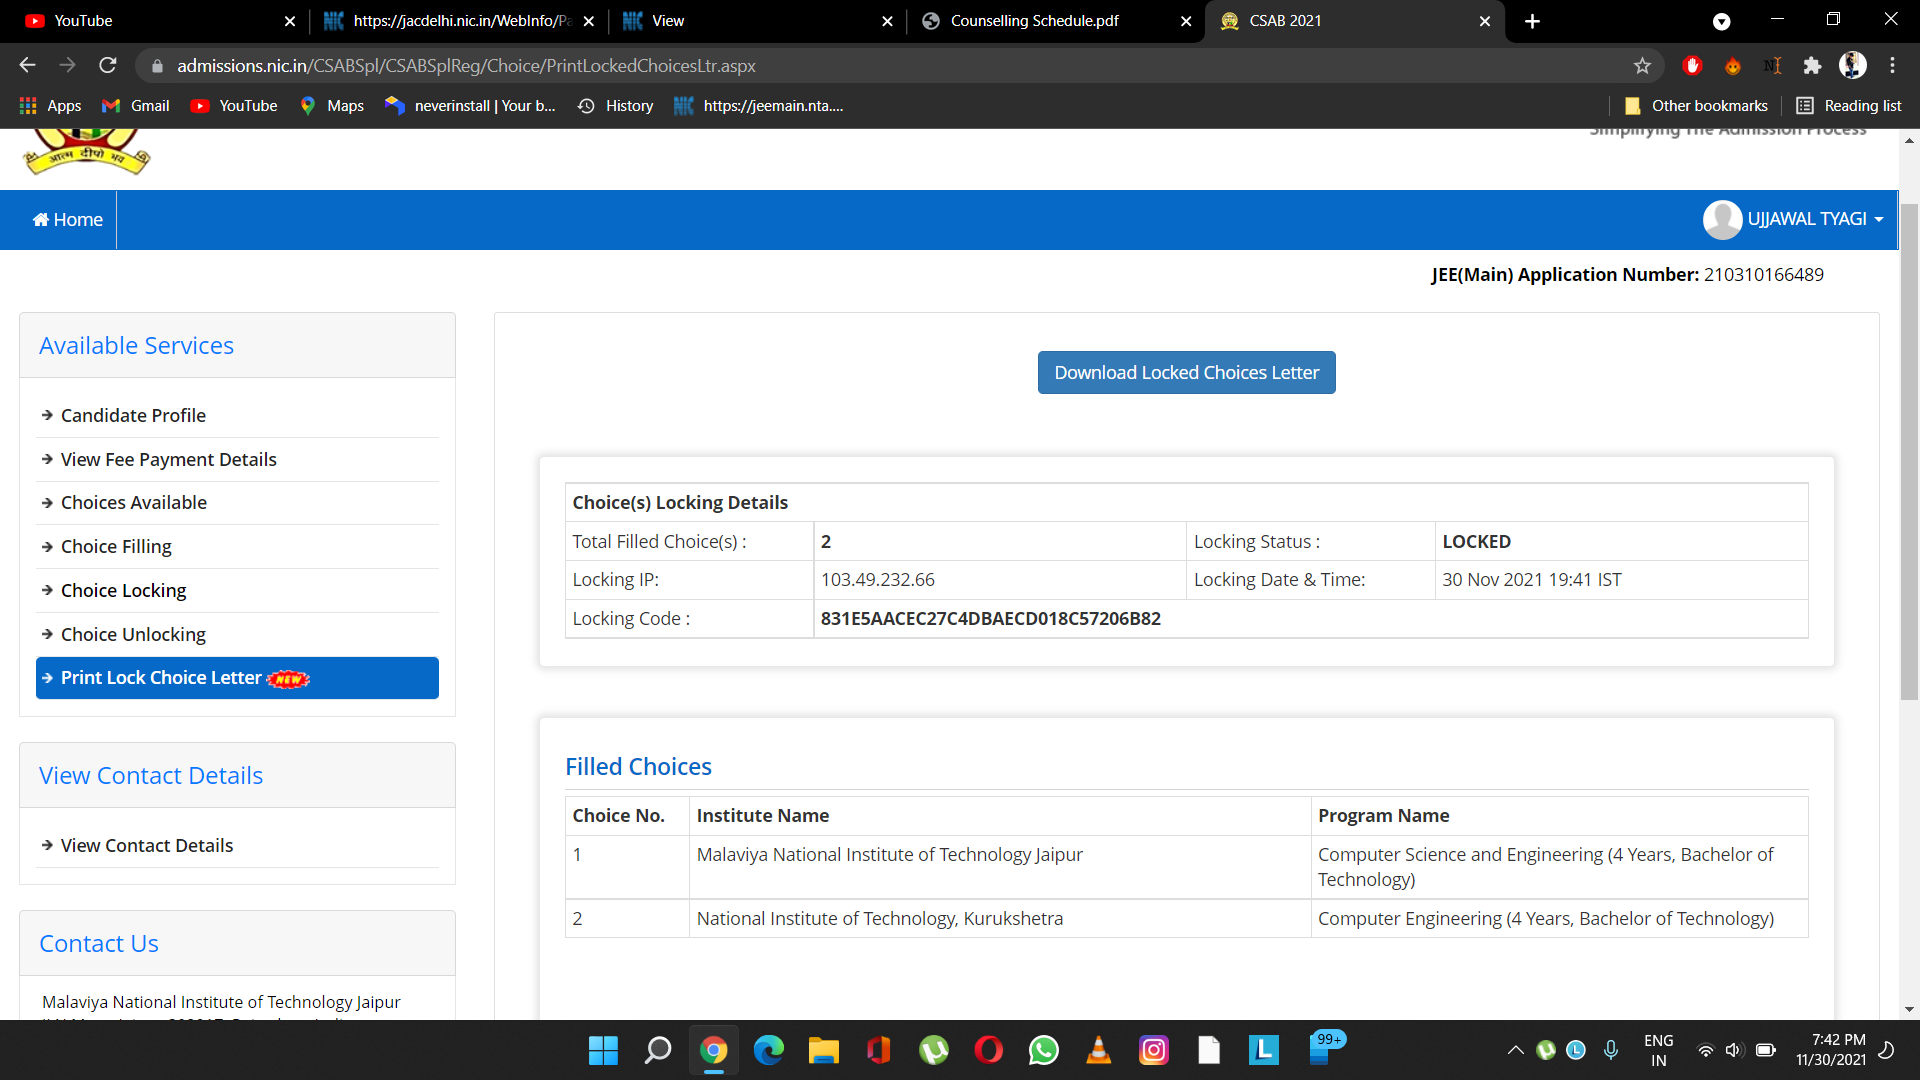 YouTube
https://jacdelhi.nic.in/WebInfo/Pa
View
Counselling Schedule.pdf
CSAB 2021
admissions.nic.in/CSABSpl/CSABSplReg/Choice/PrintLockedChoicesLtr.aspx
Apps
Gmail
YouTube
Maps
neverinstall | Your b...
History
https://jeemain.nta....
Other bookmarks
Reading list
आत्म दीपो भव
Simplifying The Admission Process
Home
UJJAWAL TYAGI
JEE(Main) Application Number: 210310166489
Available Services
Candidate Profile
View Fee Payment Details
Choices Available
Choice Filling
Choice Locking
Choice Unlocking
Print Lock Choice Letter NEW
View Contact Details
View Contact Details
Contact Us
Malaviya National Institute of Technology Jaipur
Download Locked Choices Letter
Choice(s) Locking Details
Total Filled Choice(s) : 2 Locking Status : LOCKED
Locking IP: 103.49.232.66 Locking Date & Time: 30 Nov 2021 19:41 IST
Locking Code : 831E5AACEC27C4DBAECD018C57206B82
Filled Choices
Choice No. Institute Name Program Name
1 Malaviya National Institute of Technology Jaipur Computer Science and Engineering (4 Years, Bachelor of
Technology)
2 National Institute of Technology, Kurukshetra Computer Engineering (4 Years, Bachelor of Technology)
99+
ENG
IN
7:42 PM
11/30/2021